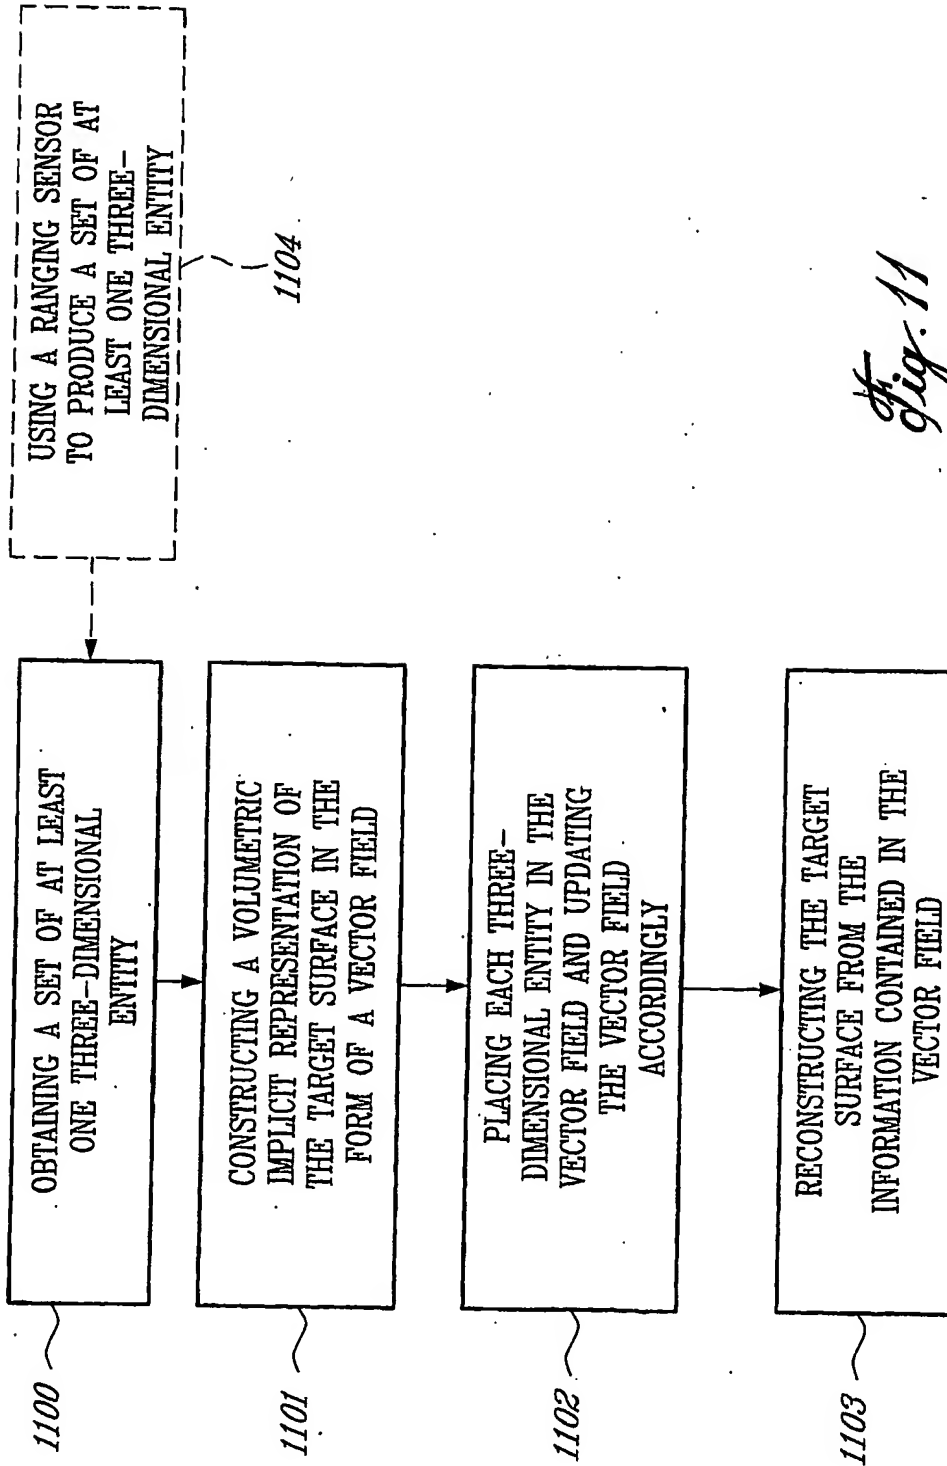 1100
OBTAINING A SET OF AT LEAST
ONE THREE-DIMENSIONAL
ENTITY
USING A RANGING SENSOR
TO PRODUCE A SET OF AT
LEAST ONE THREE-
DIMENSIONAL ENTITY
1104
1101
CONSTRUCTING A VOLUMETRIC
IMPLICIT REPRESENTATION OF
THE TARGET SURFACE IN THE
FORM OF A VECTOR FIELD
1102
PLACING EACH THREE-
DIMENSIONAL ENTITY IN THE
VECTOR FIELD AND UPDATING
THE VECTOR FIELD
ACCORDINGLY
1103
RECONSTRUCTING THE TARGET
SURFACE FROM THE
INFORMATION CONTAINED IN THE
VECTOR FIELD
Fig. 11